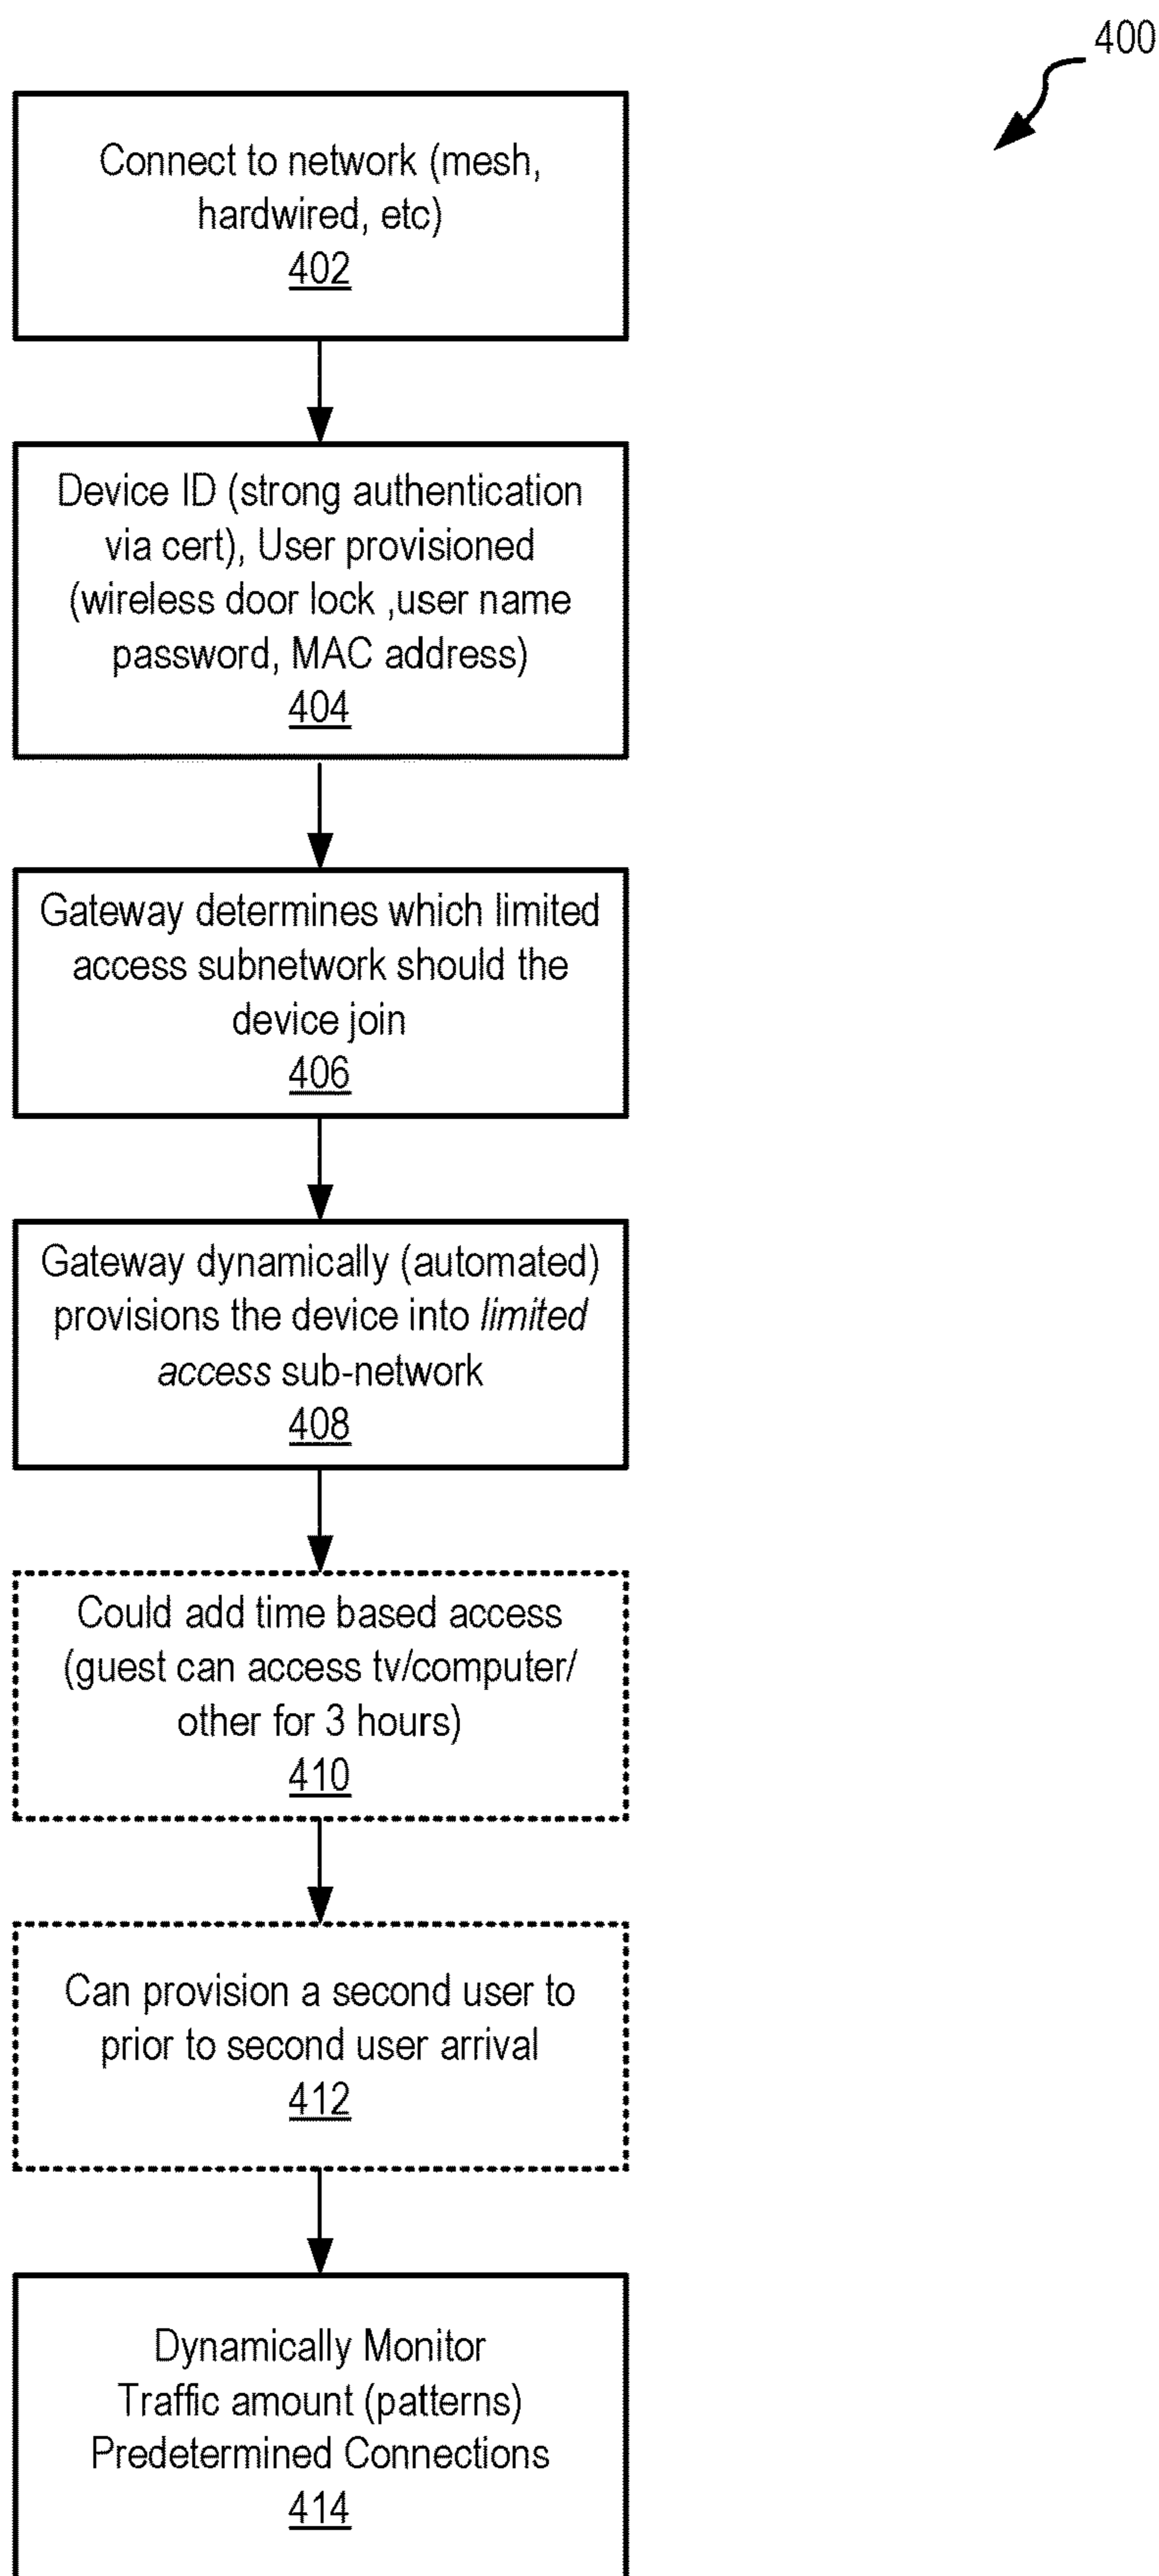 400
Connect to network (mesh,
hardwired, etc)
402
Device ID (strong authentication
via cert), User provisioned
(wireless door lock ,user name
password, MAC address)
404
Gateway determines which limited
access subnetwork should the
device join
406
Gateway dynamically (automated)
provisions the device into limited
access sub-network
408
Could add time based access
(guest can access tv/computer/
other for 3 hours)
410
Can provision a second user to
prior to second user arrival
412
Dynamically Monitor
Traffic amount (patterns)
Predetermined Connections
414